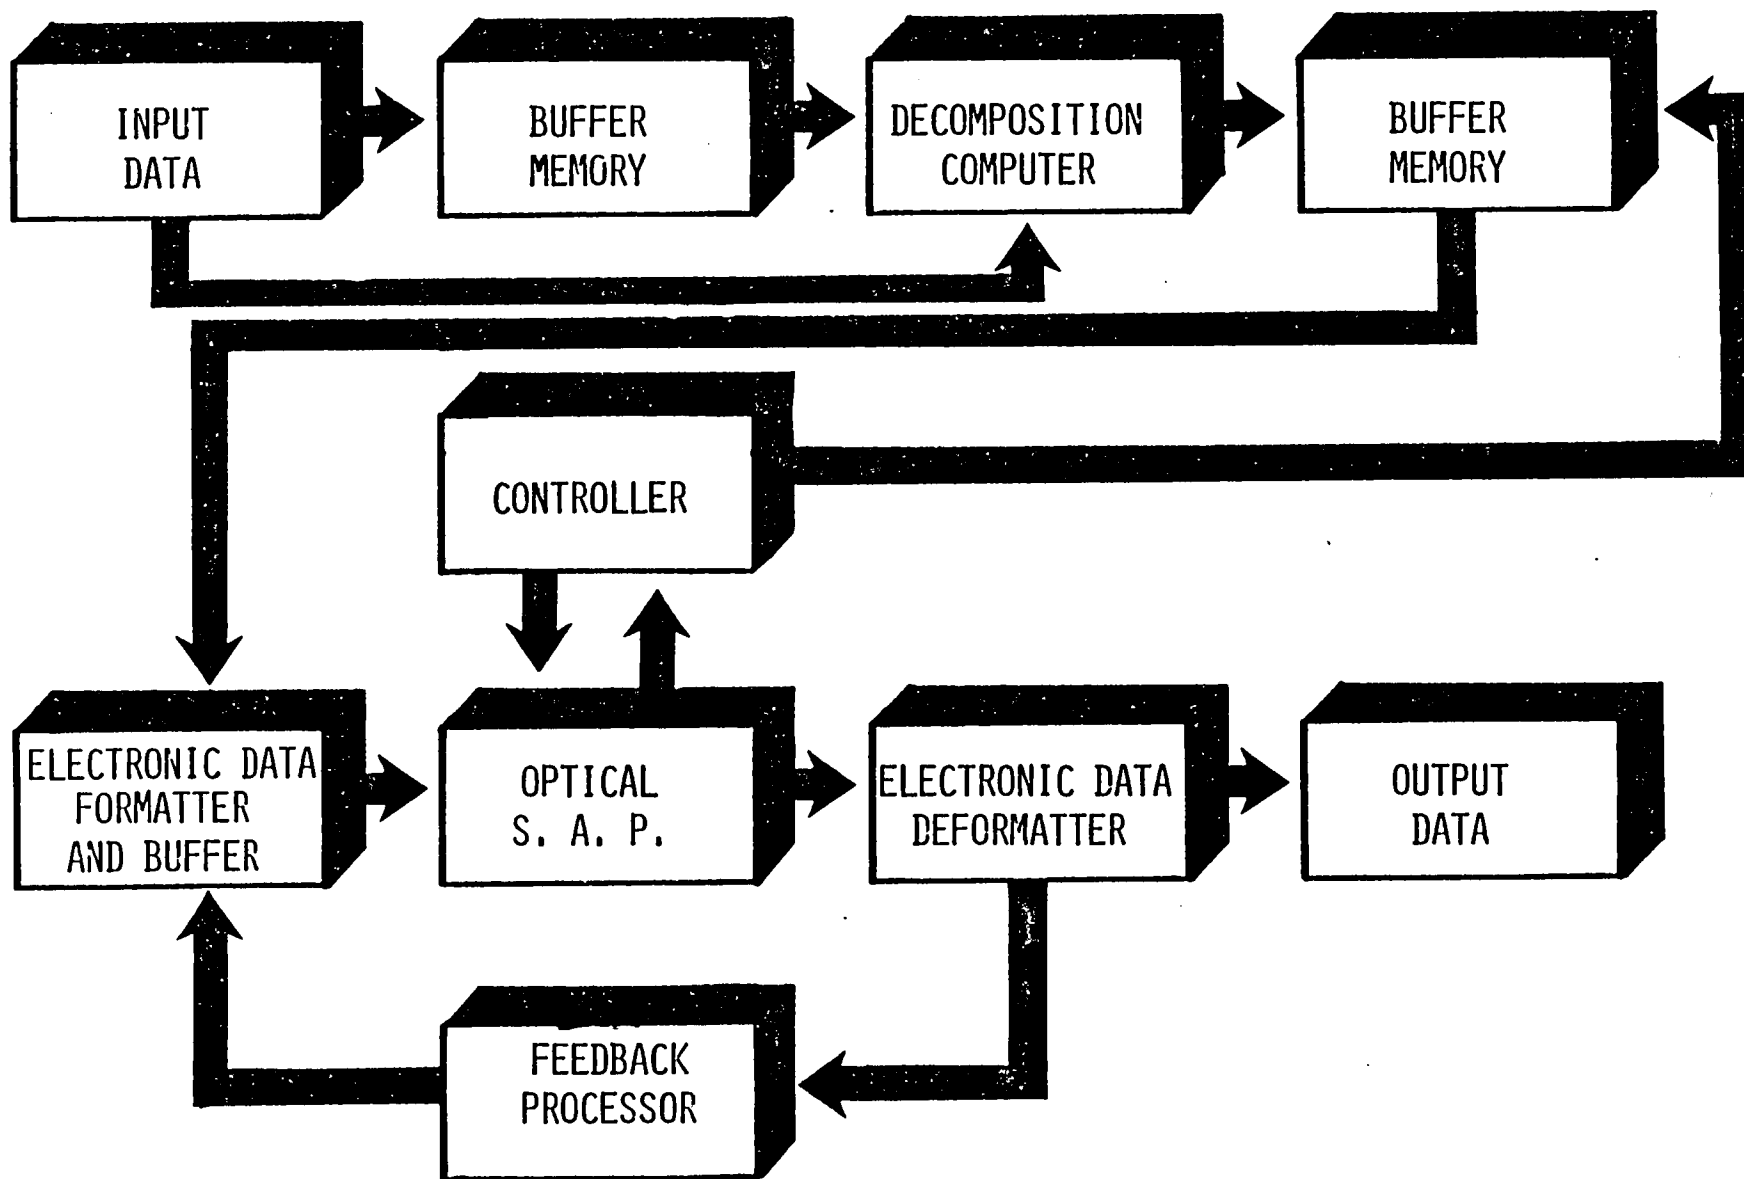 INPUT
DATA
BUFFER
MEMORY
DECOMPOSITION
COMPUTER
BUFFER
MEMORY
CONTROLLER
ELECTRONIC DATA
FORMATTER
AND BUFFER
OPTICAL
S. A. P.
ELECTRONIC DATA
DEFORMATTER
OUTPUT
DATA
FEEDBACK
PROCESSOR